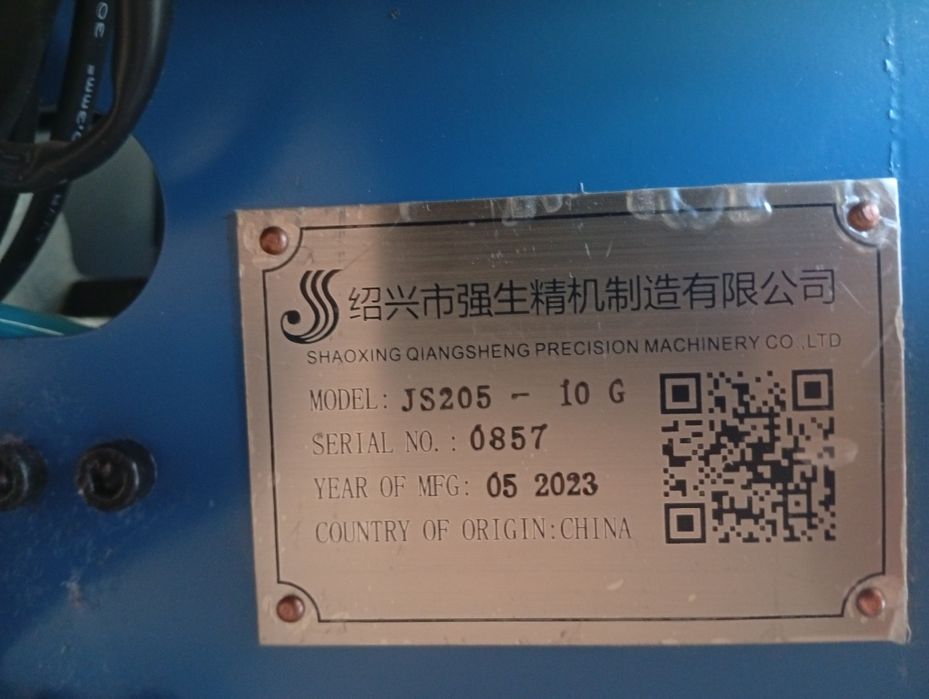 绍兴市强生精机制造有限公司
SHAOXING QIANGSHENG PRECISION MACHINERY CO.,LTD
MODEL: JS205 - 10 G
SERIAL NO.: 0857
YEAR OF MFG: 05 2023
COUNTRY OF ORIGIN:CHINA